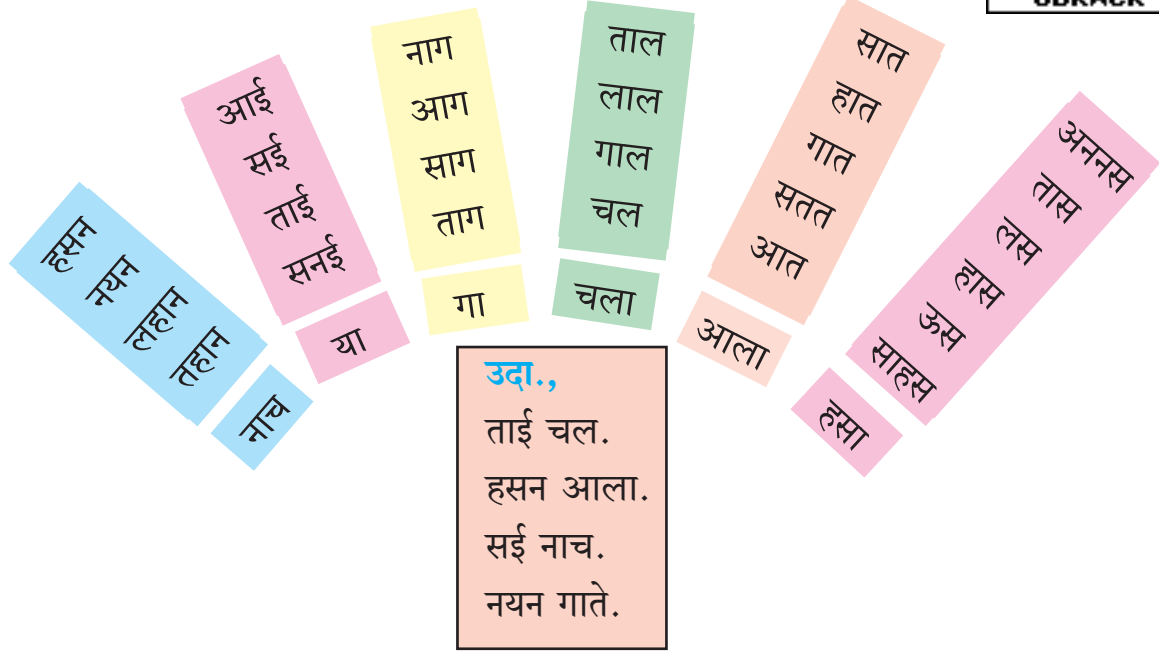 हसन
नयन
लहान
तहान
नाच
आई
सई
ताई
सनई
या
नाग
आग
साग
ताग
गा
ताल
लाल
गाल
चल
चला
सात
हात
गात
सतत
आत
आला
अननस
तास
लस
हास
ऊस
साहस
हसा
उदा.,
ताई चल.
हसन आला.
सई नाच.
नयन गाते.